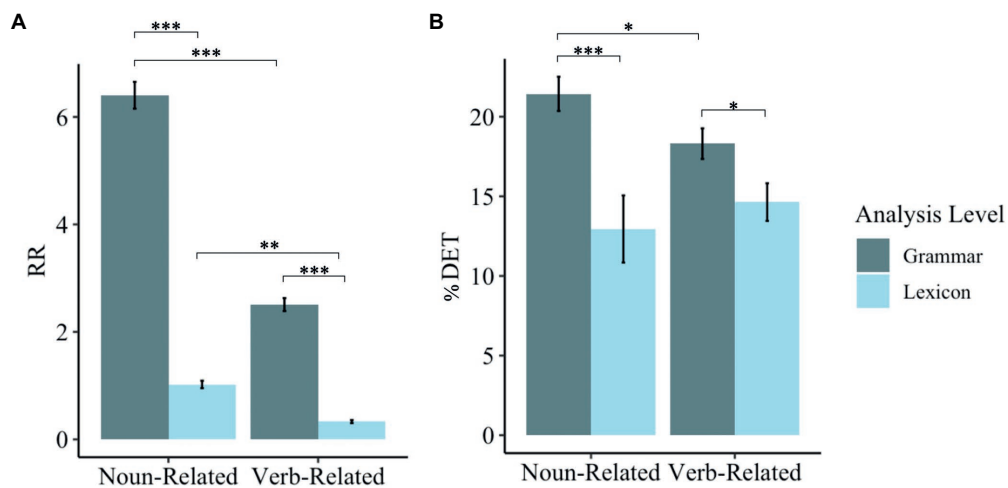 A
***
***
6
4
2
0
RR
**
***
Noun-Related Verb-Related
B
*
***
*
20
15
10
5
0
%DET
Noun-Related Verb-Related
Analysis Level
Grammar
Lexicon